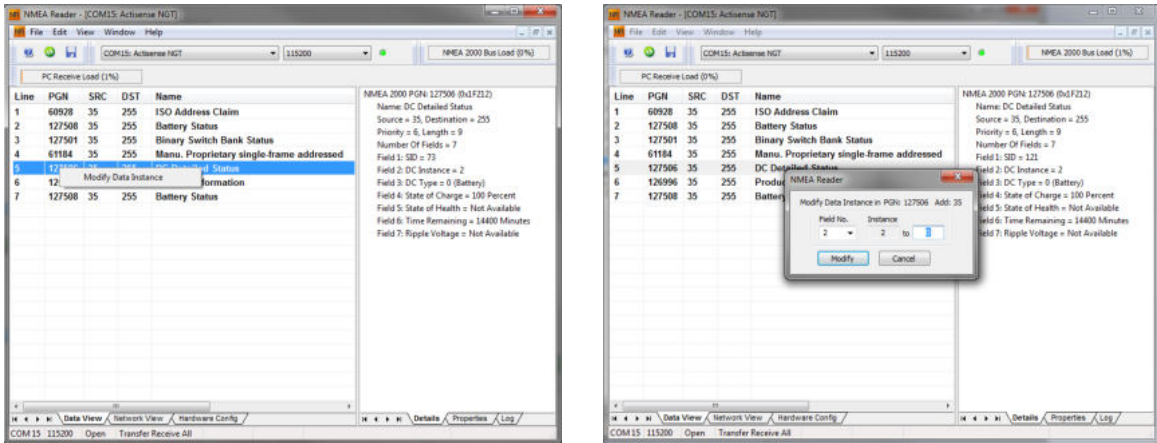 NMEA Reader - [COM15: Actisense NGT]
File Edit View Window Help
COM15: Actisense NGT 115200 NMEA 2000 Bus Load (0%)
PC Receive Load (1%)
Line PGN SRC DST Name
1 60928 35 255 ISO Address Claim
2 127508 35 255 Battery Status
3 127501 35 255 Binary Switch Bank Status
4 61184 35 255 Manu. Proprietary single-frame addressed
5
Modify Data Instance
6 12 formation
7 127508 35 255 Battery Status
NMEA 2000 PGN: 127506 (0x1F212)
Name: DC Detailed Status
Source = 35, Destination = 255
Priority = 6, Length = 9
Number Of Fields = 7
Field 1: SID = 73
Field 2: DC Instance = 2
Field 3: DC Type = 0 (Battery)
Field 4: State of Charge = 100 Percent
Field 5: State of Health = Not Available
Field 6: Time Remaining = 14400 Minutes
Field 7: Ripple Voltage = Not Available
Data View Network View Hardware Config
Details Properties Log
COM15 115200 Open Transfer Receive All
NMEA Reader - [COM15: Actisense NGT]
File Edit View Window Help
COM15: Actisense NGT 115200 NMEA 2000 Bus Load (1%)
PC Receive Load (0%)
Line PGN SRC DST Name
1 60928 35 255 ISO Address Claim
2 127508 35 255 Battery Status
3 127501 35 255 Binary Switch Bank Status
4 61184 35 255 Manu. Proprietary single-frame addressed
5 127506 35 255 DC Detailed Status
6 126996 35 255 Produ
7 127508 35 255 Battery
NMEA Reader
Modify Data Instance in PGN: 127506 Add: 35
Field No. Instance
2 2 to
Modify Cancel
NMEA 2000 PGN: 127506 (0x1F212)
Name: DC Detailed Status
Source = 35, Destination = 255
Priority = 6, Length = 9
Number Of Fields = 7
Field 1: SID = 121
Field 2: DC Instance = 2
ield 3: DC Type = 0 (Battery)
ield 4: State of Charge = 100 Percent
ield 5: State of Health = Not Available
ield 6: Time Remaining = 14400 Minutes
Field 7: Ripple Voltage = Not Available
Data View Network View Hardware Config
Details Properties Log
COM15 115200 Open Transfer Receive All